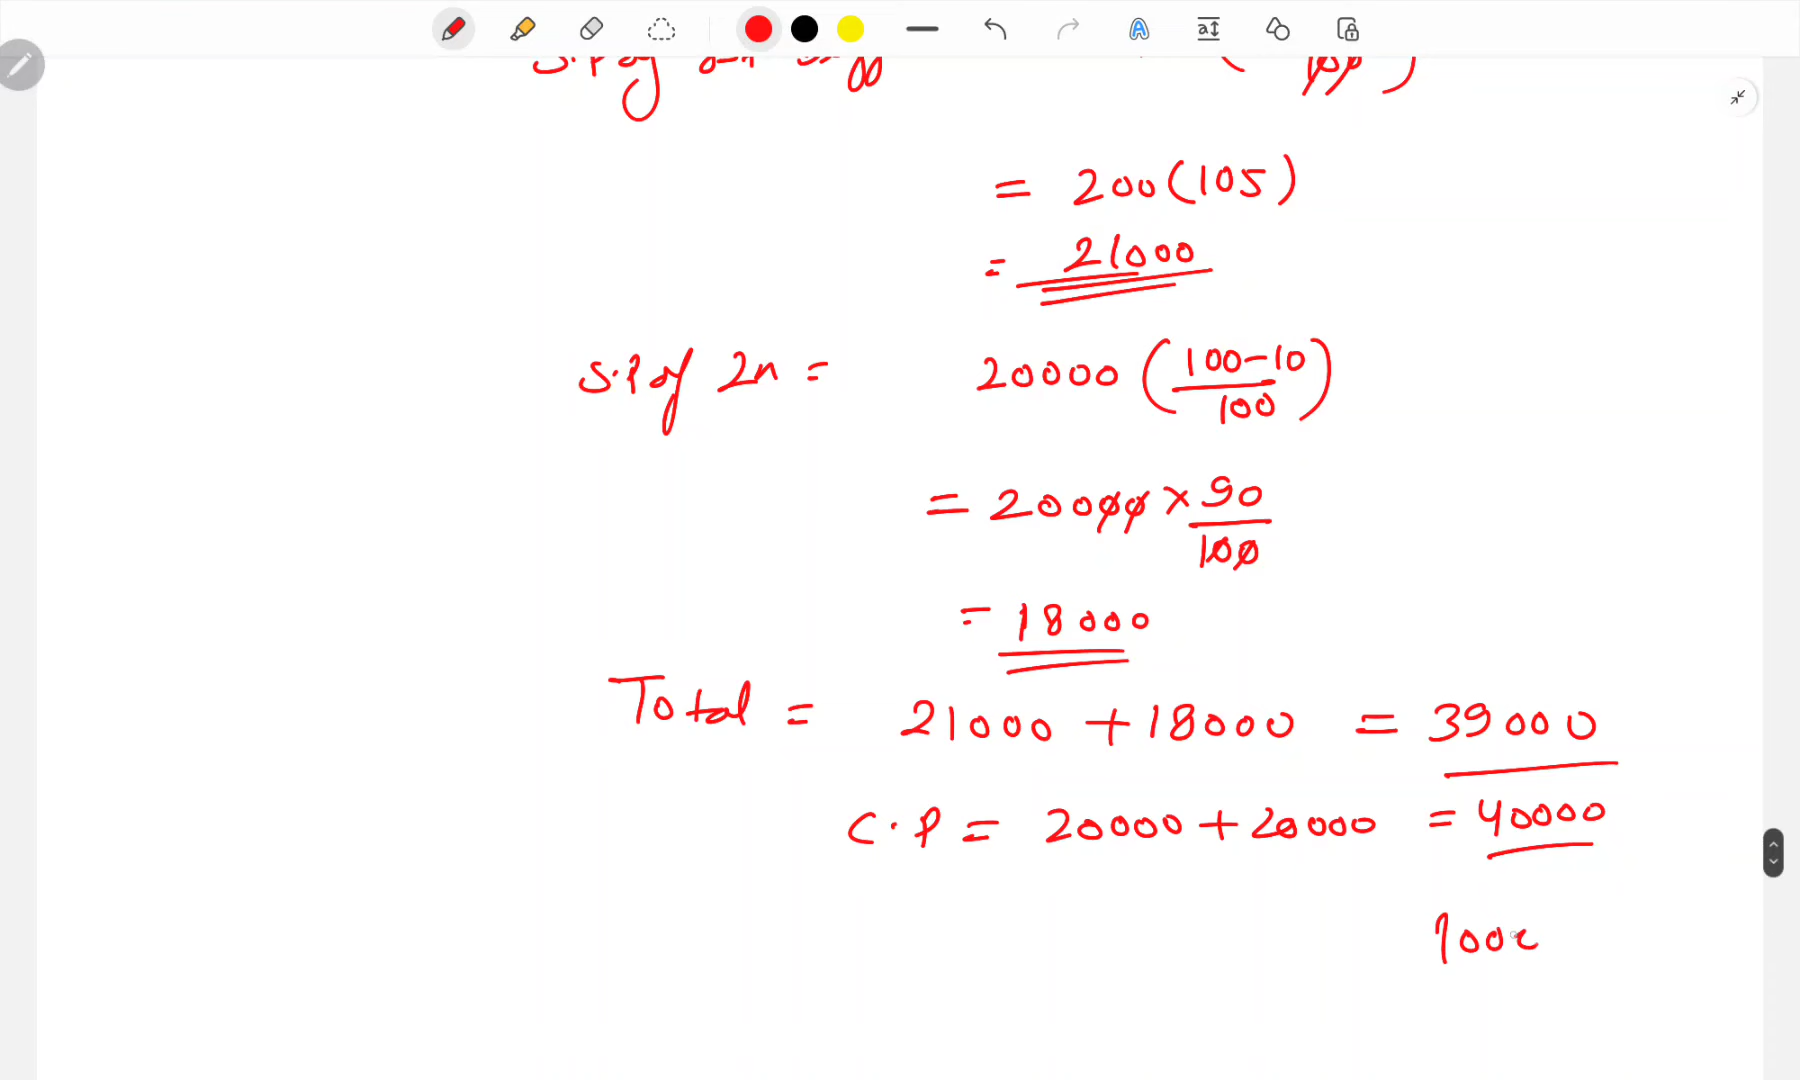 S.P of
= 200(105)
= 21000
S.P of 2n = 20000 (100-10/100)
= 20000 × 90/100
= 18000
Total = 21000 + 18000 = 39000
C.P = 20000 + 20000 = 40000
1000